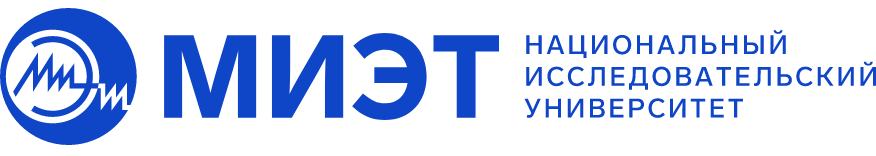 МИЭТ
НАЦИОНАЛЬНЫЙ
ИССЛЕДОВАТЕЛЬСКИЙ
УНИВЕРСИТЕТ